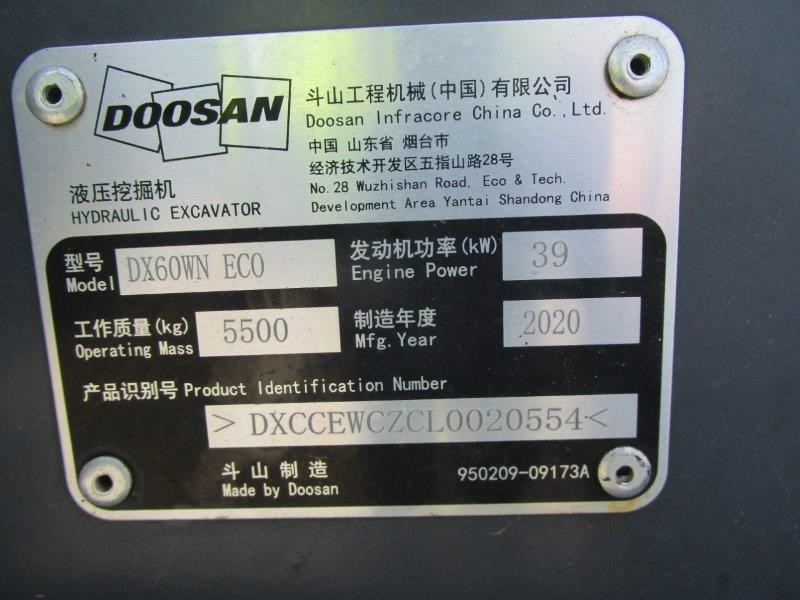 DOOSAN
斗山工程机械(中国)有限公司
Doosan Infracore China Co.,Ltd.
中国 山东省 烟台市
经济技术开发区五指山路28号
No.28 Wuzhishan Road, Eco & Tech.
Development Area Yantai Shandong China
液压挖掘机
HYDRAULIC EXCAVATOR
型号
Model
DX60WN ECO
发动机功率(kW)
Engine Power
39
工作质量(kg)
Operating Mass
5500
制造年度
Mfg.Year
2020
产品识别号 Product Identification Number
> DXCCEWCZCL0020554<
斗山制造
Made by Doosan
950209-09173A